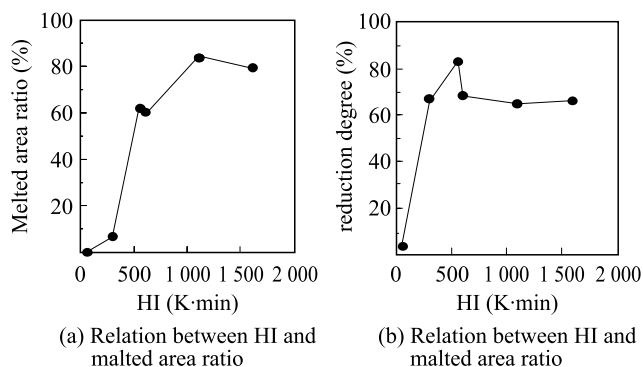 Melted area ratio (%)
100
80
60
40
20
0 500 1 000 1 500 2 000
HI (K·min)
(a) Relation between HI and
malted area ratio
reduction degree (%)
100
80
60
40
20
0 500 1 000 1 500 2 000
HI (K·min)
(b) Relation between HI and
malted area ratio